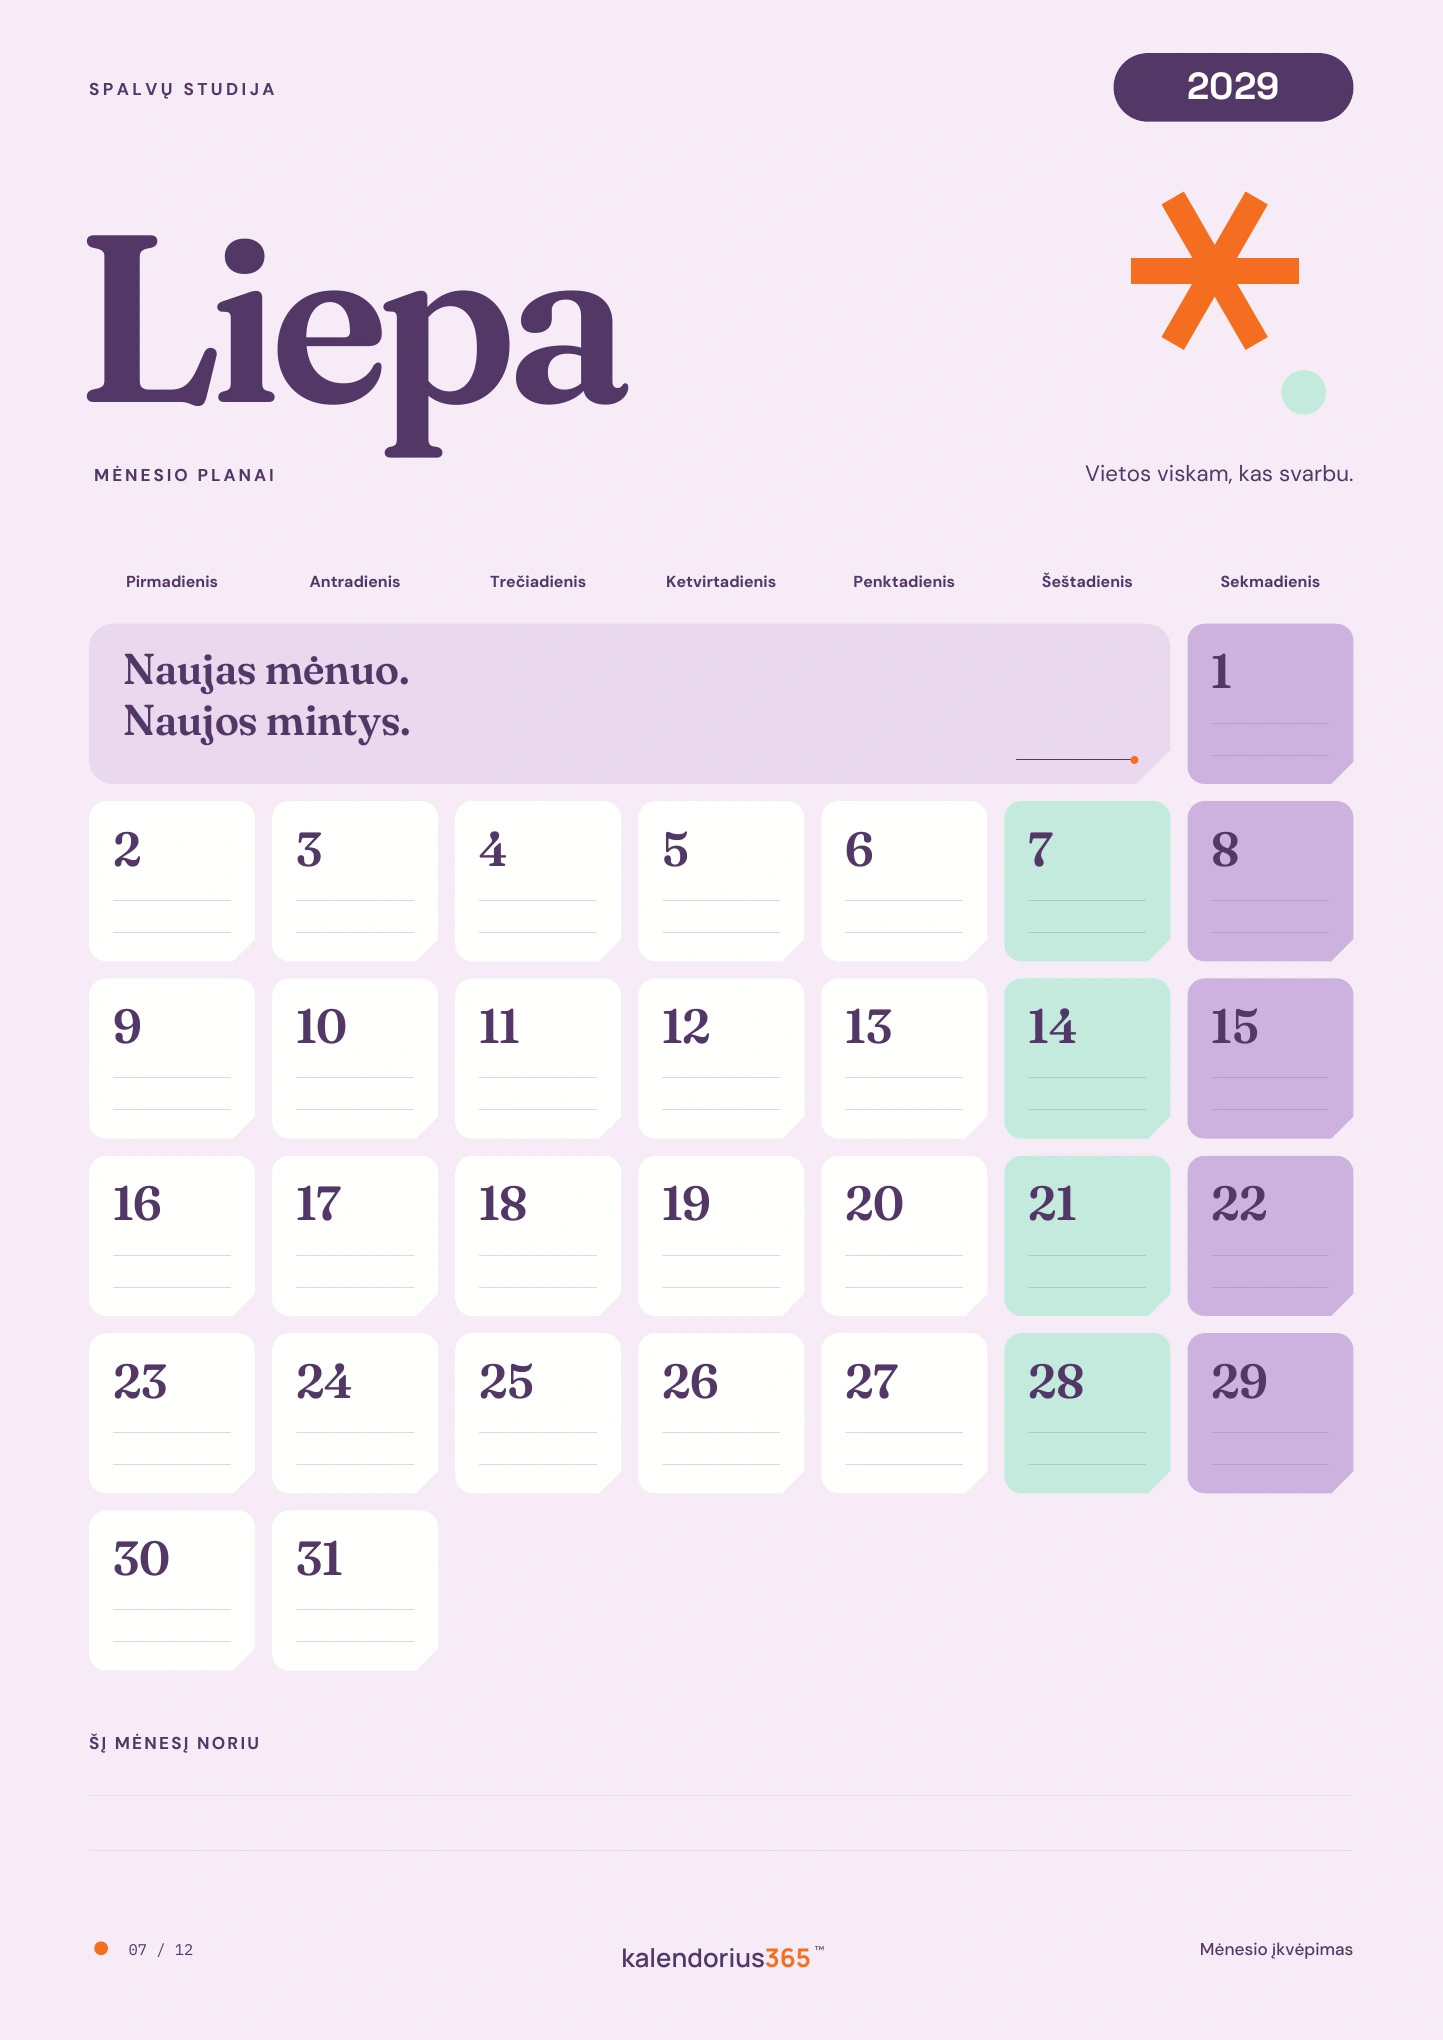 SPALVŲ STUDIJA
2029
Liepa
MĖNESIO PLANAI
Vietos viskam, kas svarbu.
Pirmadienis Antradienis Trečiadienis Ketvirtadienis Penktadienis Šeštadienis Sekmadienis
Naujas mėnuo.
Naujos mintys.
1
2 3 4 5 6 7 8
9 10 11 12 13 14 15
16 17 18 19 20 21 22
23 24 25 26 27 28 29
30 31
ŠĮ MĖNESĮ NORIU
07 / 12
kalendorius365™
Mėnesio įkvėpimas